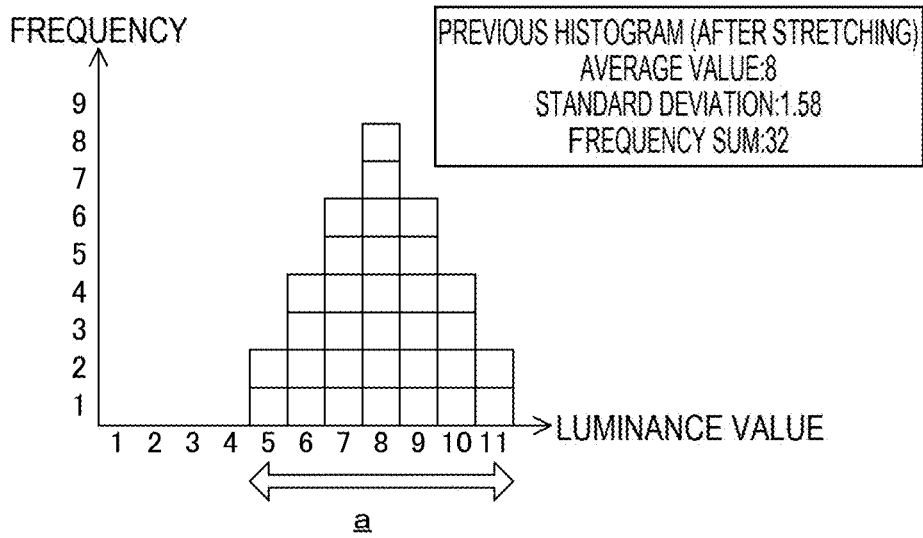 FREQUENCY
PREVIOUS HISTOGRAM (AFTER STRETCHING)
AVERAGE VALUE:8
STANDARD DEVIATION:1.58
FREQUENCY SUM:32
9
8
7
6
5
4
3
2
1
1 2 3 4 5 6 7 8 9 10 11
LUMINANCE VALUE
a